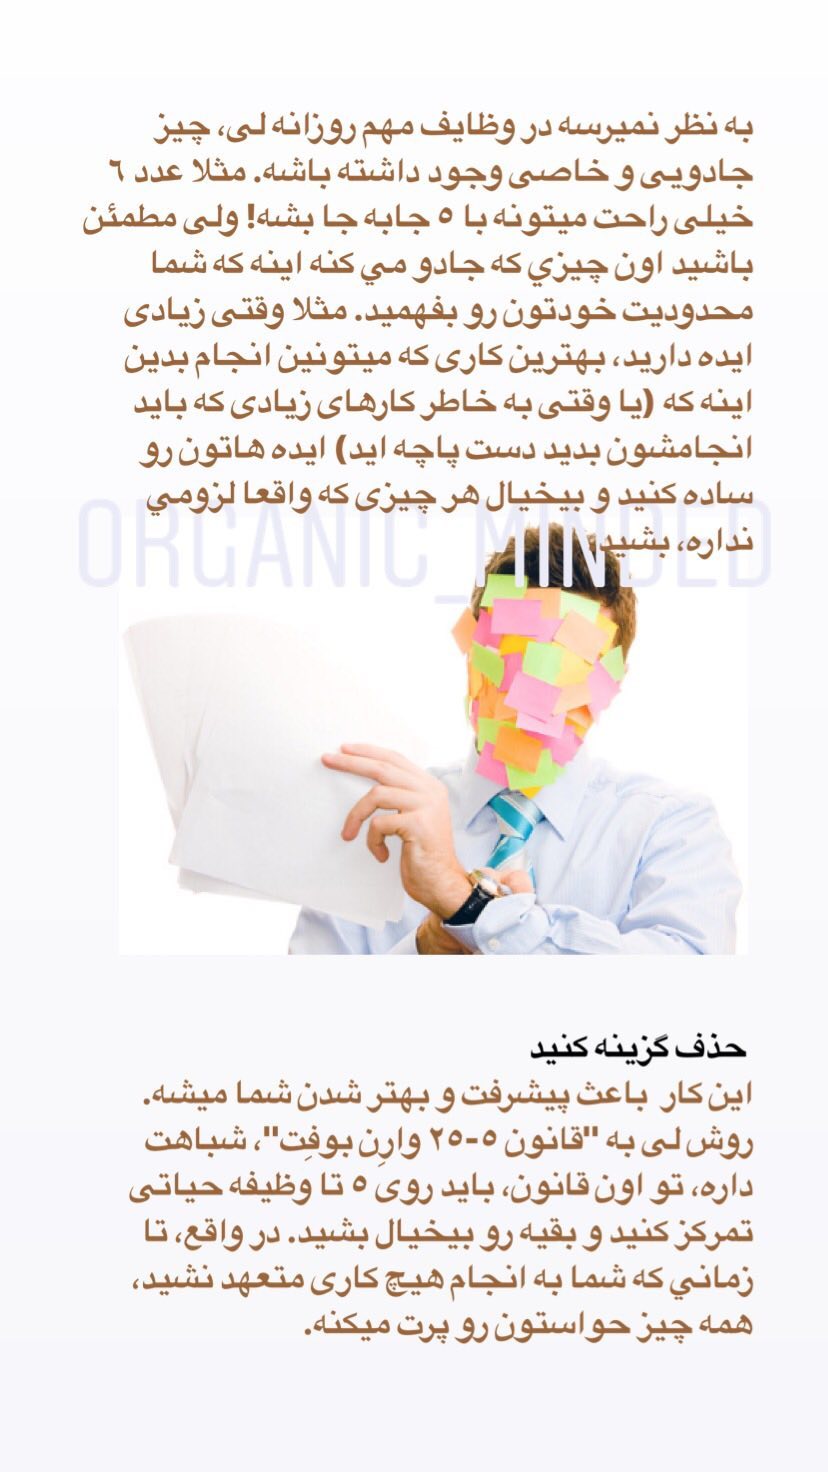 به نظر نمیرسه در وظایف مهم روزانه لی، چیز
جادویی و خاصی وجود داشته باشه. مثلا عدد ٦
خیلی راحت میتونه با ٥ جابه جا بشه! ولی مطمئن
باشید اون چیزي که جادو مي کنه اینه که شما
محدودیت خودتون رو بفهمید. مثلا وقتی زیادی
ایده دارید، بهترین کاری که میتونین انجام بدین
اینه که (یا وقتی به خاطر کارهای زیادی که باید
انجامشون بدید دست پاچه اید) ایده هاتون رو
ساده کنید و بیخیال هر چیزی که واقعا لزومي
نداره، بشید
ORGANIC_MINDED
حذف گزینه کنید
این کار باعث پیشرفت و بهتر شدن شما میشه.
روش لی به "قانون ٥-٢٥ وارِن بوفِت"، شباهت
داره، تو اون قانون، باید روی ٥ تا وظیفه حیاتی
تمرکز کنید و بقیه رو بیخیال بشید. در واقع، تا
زماني که شما به انجام هیچ کاری متعهد نشید،
همه چیز حواستون رو پرت میکنه.